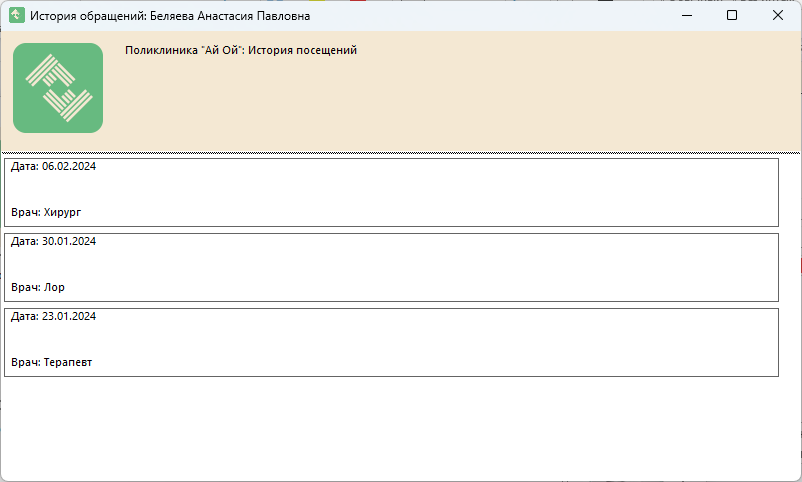 История обращений: Беляева Анастасия Павловна
Поликлиника "Ай Ой": История посещений
Дата: 06.02.2024
Врач: Хирург
Дата: 30.01.2024
Врач: Лор
Дата: 23.01.2024
Врач: Терапевт